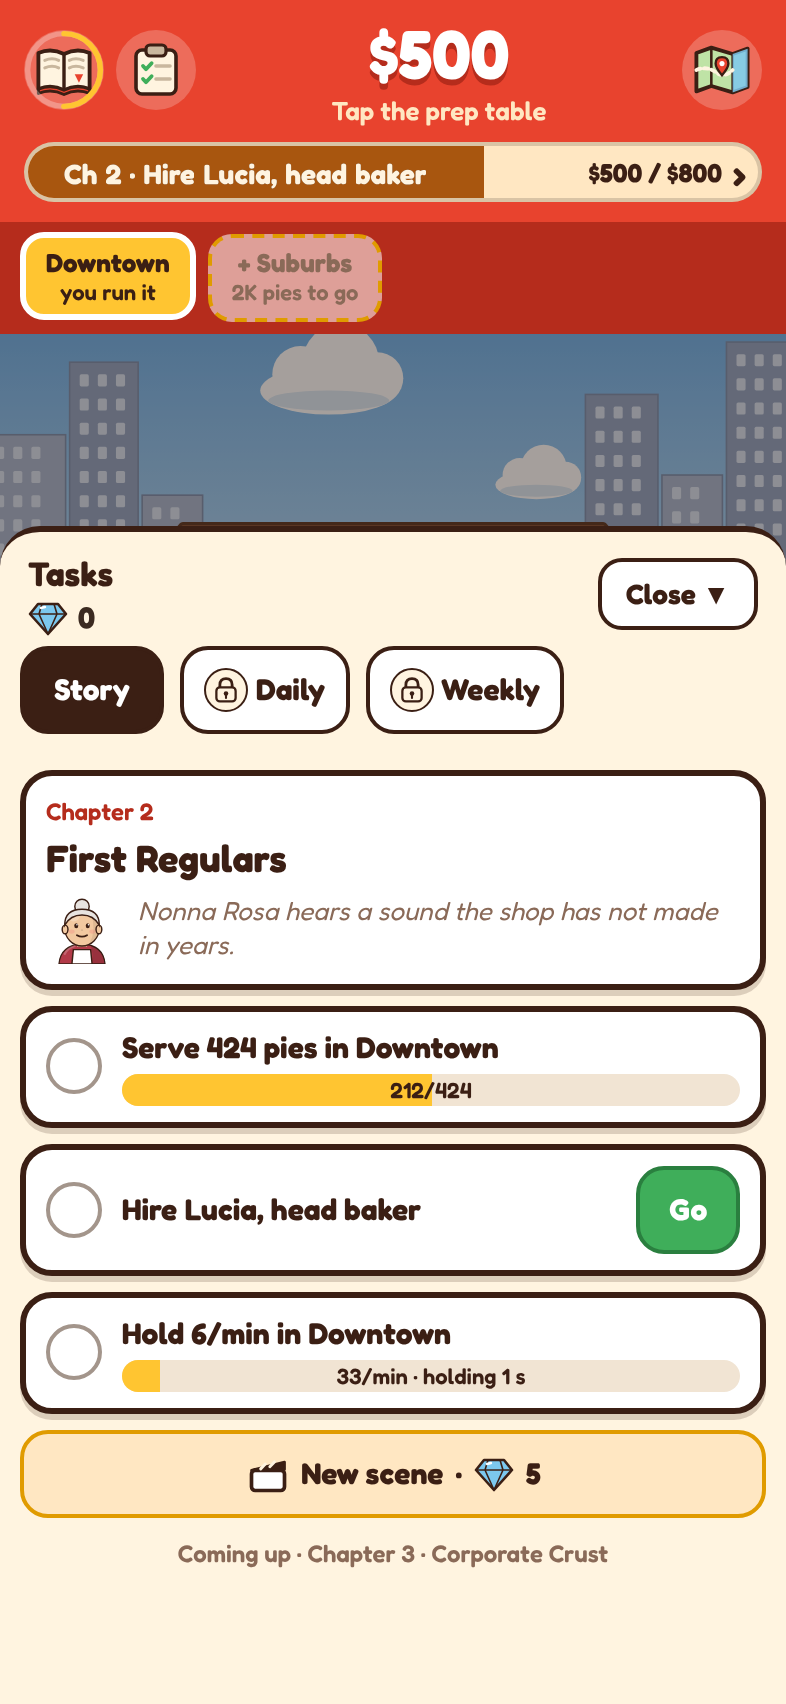 $500
Tap the prep table
Ch 2 · Hire Lucia, head baker
$500 / $800 ›
Downtown
you run it
+ Suburbs
2K pies to go
Tasks
0
Close ▼
Story
Daily
Weekly
Chapter 2
First Regulars
Nonna Rosa hears a sound the shop has not made
in years.
Serve 424 pies in Downtown
212/424
Hire Lucia, head baker
Go
Hold 6/min in Downtown
33/min · holding 1 s
New scene · 5
Coming up · Chapter 3 · Corporate Crust